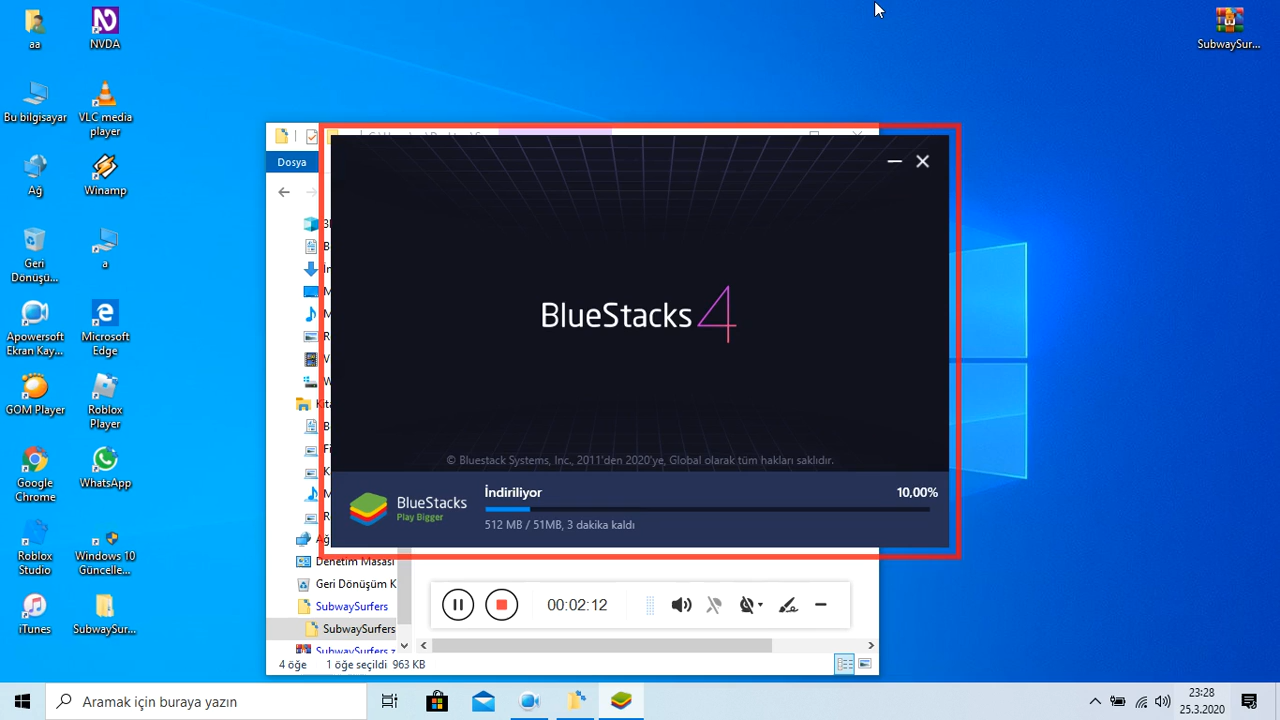 aa
NVDA
SubwaySur...
Bu bilgisayar
VLC media
player
Ağ
Winamp
Geri
Dönüşü...
a
Apowersoft
Ekran Kay...
Microsoft
Edge
GOM Player
Roblox
Player
Google
Chrome
WhatsApp
Roblox
Studio
Windows 10
Güncelle...
iTunes
SubwaySur...
Dosya
BlueStacks 4
© Bluestack Systems, Inc., 2011'den 2020'ye, Global olarak tüm hakları saklıdır.
BlueStacks
Play Bigger
İndiriliyor
10,00%
512 MB / 51MB, 3 dakika kaldı
Denetim Masası
Geri Dönüşüm K
SubwaySurfers
SubwaySurfers
SubwaySurfers.z
00:02:12
4 öğe
1 öğe seçildi 963 KB
Aramak için buraya yazın
23:28
25.3.2020